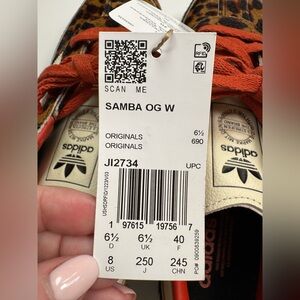 RFID
SCAN ME
SAMBA OG W
ORIGINALS 6½
ORIGINALS 690
JI2734 UPC
1 97615 19756 7
6½ 6½ 40
D UK F
8 250 245
US J CHN
adidas
adidas